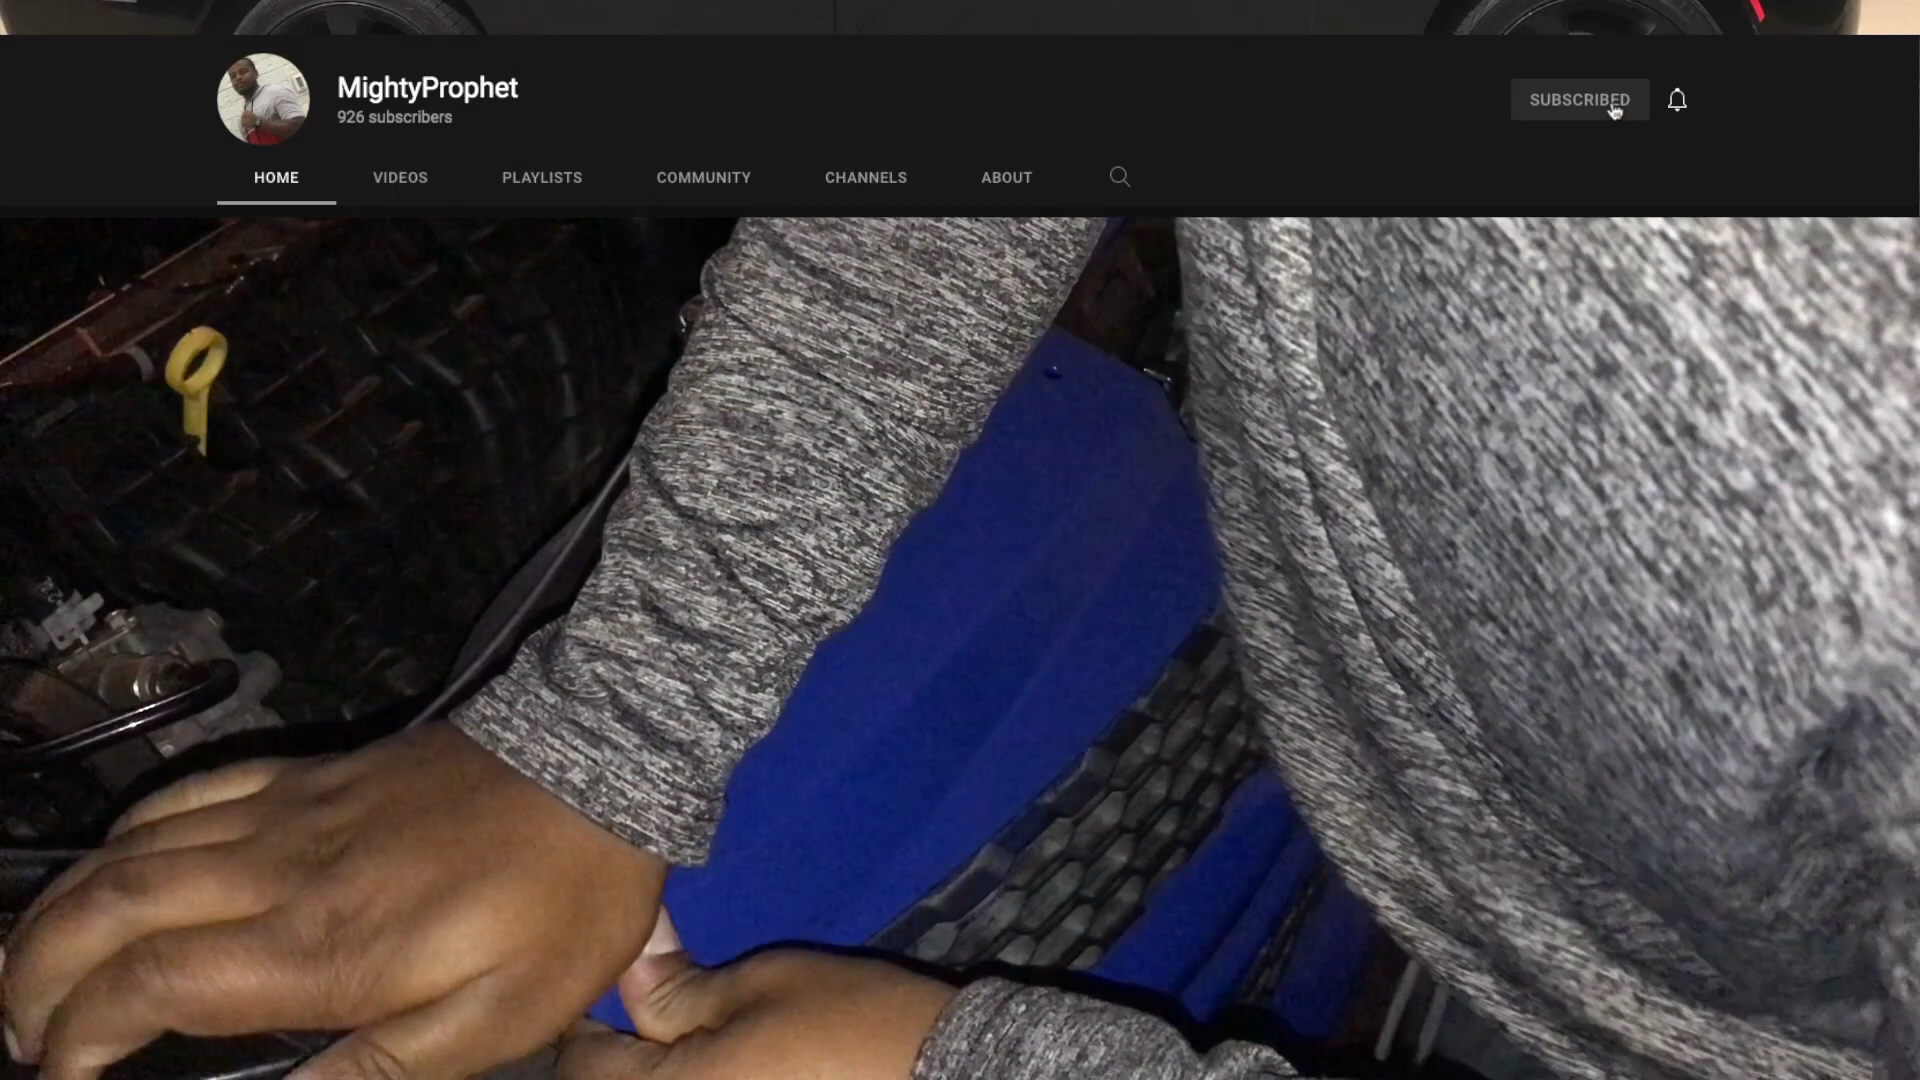 MightyProphet
926 subscribers
SUBSCRIBED
HOME VIDEOS PLAYLISTS COMMUNITY CHANNELS ABOUT